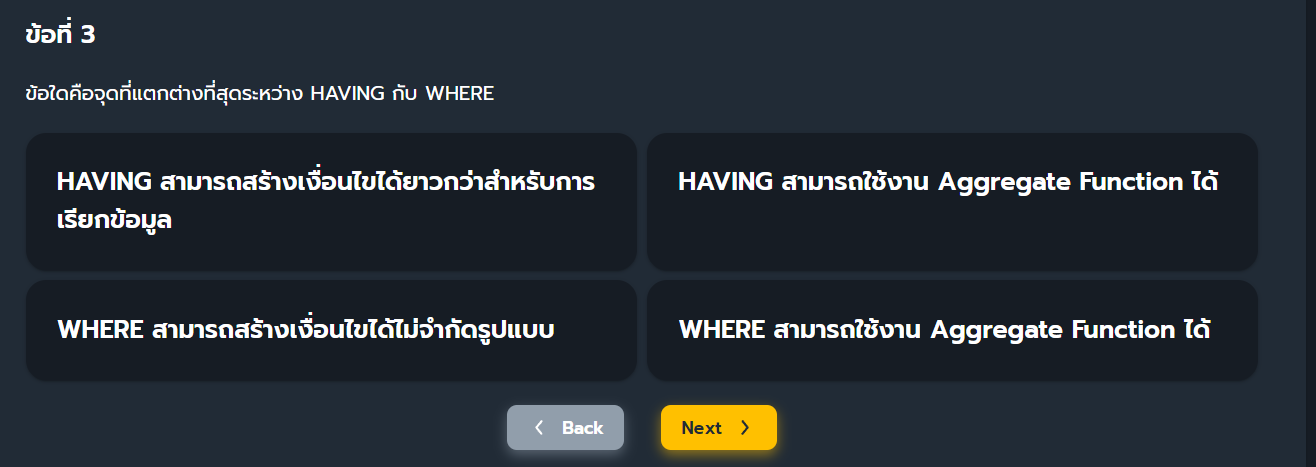 ข้อที่ 3
ข้อใดคือจุดที่แตกต่างที่สุดระหว่าง HAVING กับ WHERE
HAVING สามารถสร้างเงื่อนไขได้ยาวกว่าสำหรับการ
เรียกข้อมูล
HAVING สามารถใช้งาน Aggregate Function ได้
WHERE สามารถสร้างเงื่อนไขได้ไม่จำกัดรูปแบบ
WHERE สามารถใช้งาน Aggregate Function ได้
Back
Next